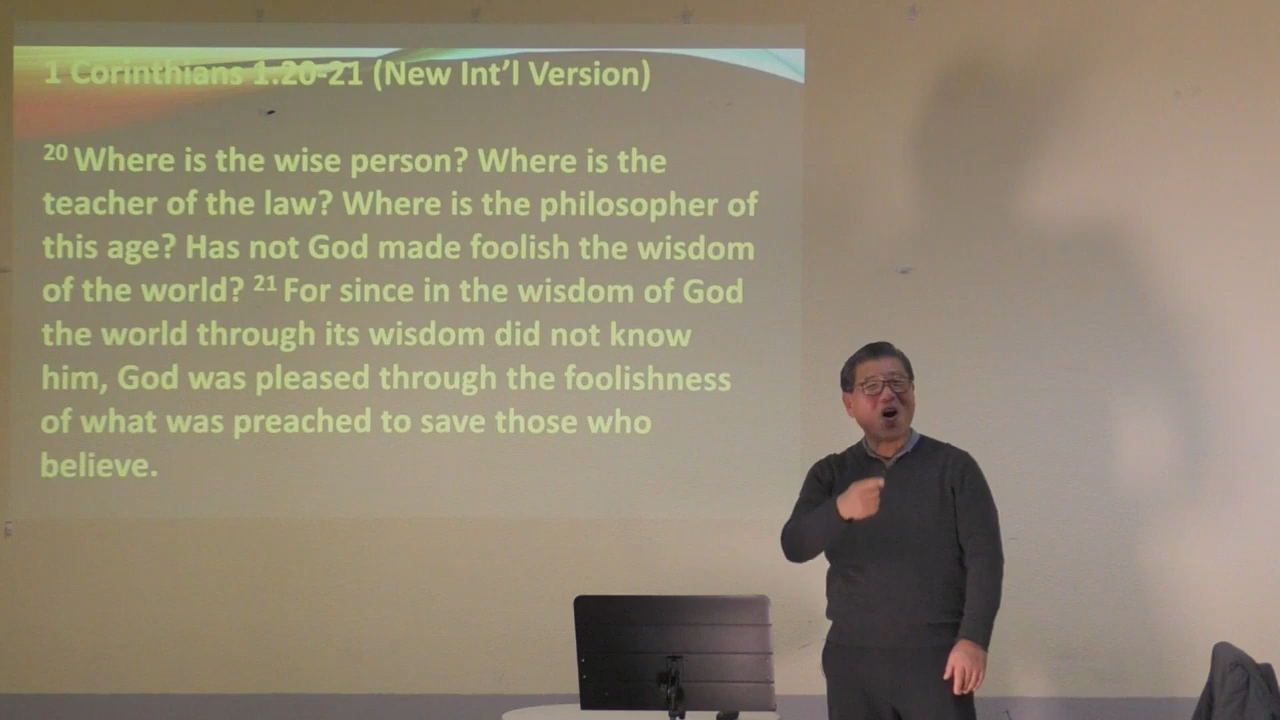 1 Corinthians 1.20-21 (New Int'l Version)
20 Where is the wise person? Where is the
teacher of the law? Where is the philosopher of
this age? Has not God made foolish the wisdom
of the world? 21 For since in the wisdom of God
the world through its wisdom did not know
him, God was pleased through the foolishness
of what was preached to save those who
believe.